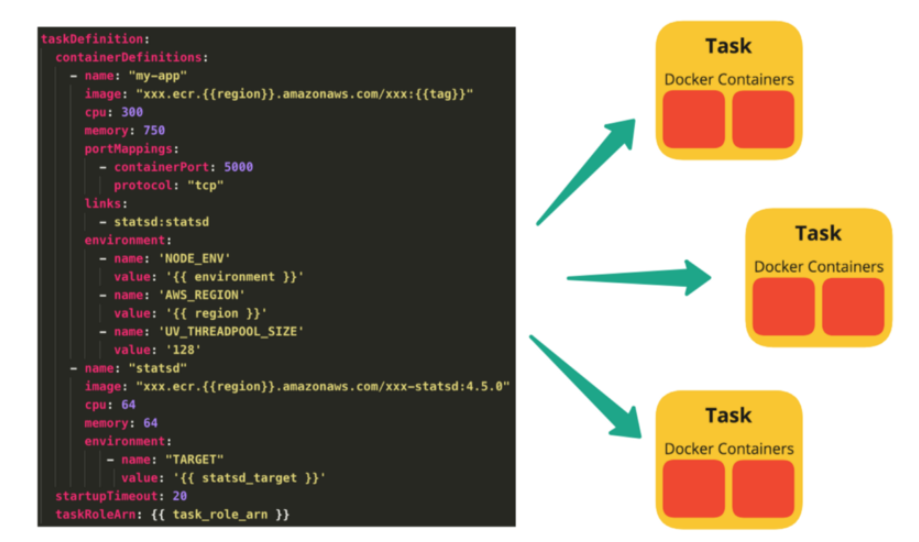 taskDefinition:
  containerDefinitions:
    - name: "my-app"
      image: "xxx.ecr.{{region}}.amazonaws.com/xxx:{{tag}}"
      cpu: 300
      memory: 750
      portMappings:
        - containerPort: 5000
          protocol: "tcp"
      links:
        - statsd:statsd
      environment:
        - name: 'NODE_ENV'
          value: '{{ environment }}'
        - name: 'AWS_REGION'
          value: '{{ region }}'
        - name: 'UV_THREADPOOL_SIZE'
          value: '128'
    - name: "statsd"
      image: "xxx.ecr.{{region}}.amazonaws.com/xxx-statsd:4.5.0"
      cpu: 64
      memory: 64
      environment:
         - name: "TARGET"
           value: '{{ statsd_target }}'
  startupTimeout: 20
  taskRoleArn: {{ task_role_arn }}
Task
Docker Containers
Task
Docker Containers
Task
Docker Containers